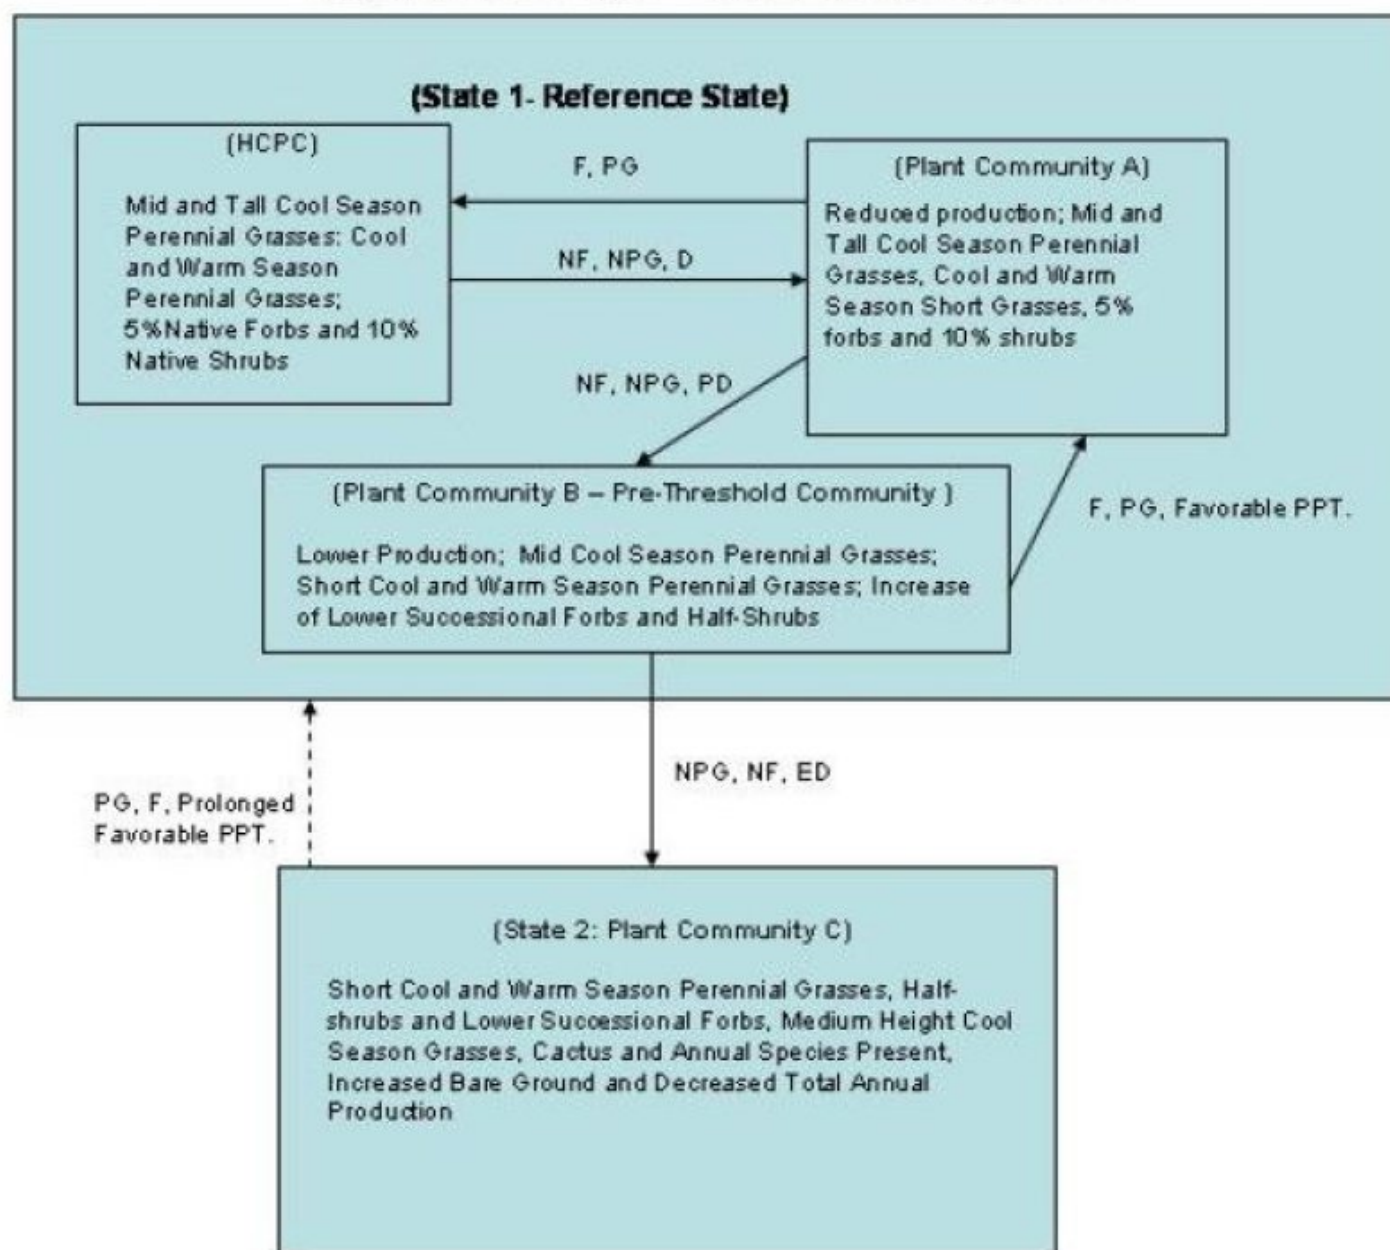 (State 1- Reference State)
(HCPC)
Mid and Tall Cool Season
Perennial Grasses: Cool
and Warm Season
Perennial Grasses;
5%Native Forbs and 10%
Native Shrubs
F, PG
NF, NPG, D
(Plant Community A)
Reduced production; Mid and
Tall Cool Season Perennial
Grasses, Cool and Warm
Season Short Grasses, 5%
forbs and 10% shrubs
NF, NPG, PD
(Plant Community B – Pre-Threshold Community )
Lower Production; Mid Cool Season Perennial Grasses;
Short Cool and Warm Season Perennial Grasses; Increase
of Lower Successional Forbs and Half-Shrubs
F, PG, Favorable PPT.
NPG, NF, ED
PG, F, Prolonged
Favorable PPT.
(State 2: Plant Community C)
Short Cool and Warm Season Perennial Grasses, Half-
shrubs and Lower Successional Forbs, Medium Height Cool
Season Grasses, Cactus and Annual Species Present,
Increased Bare Ground and Decreased Total Annual
Production